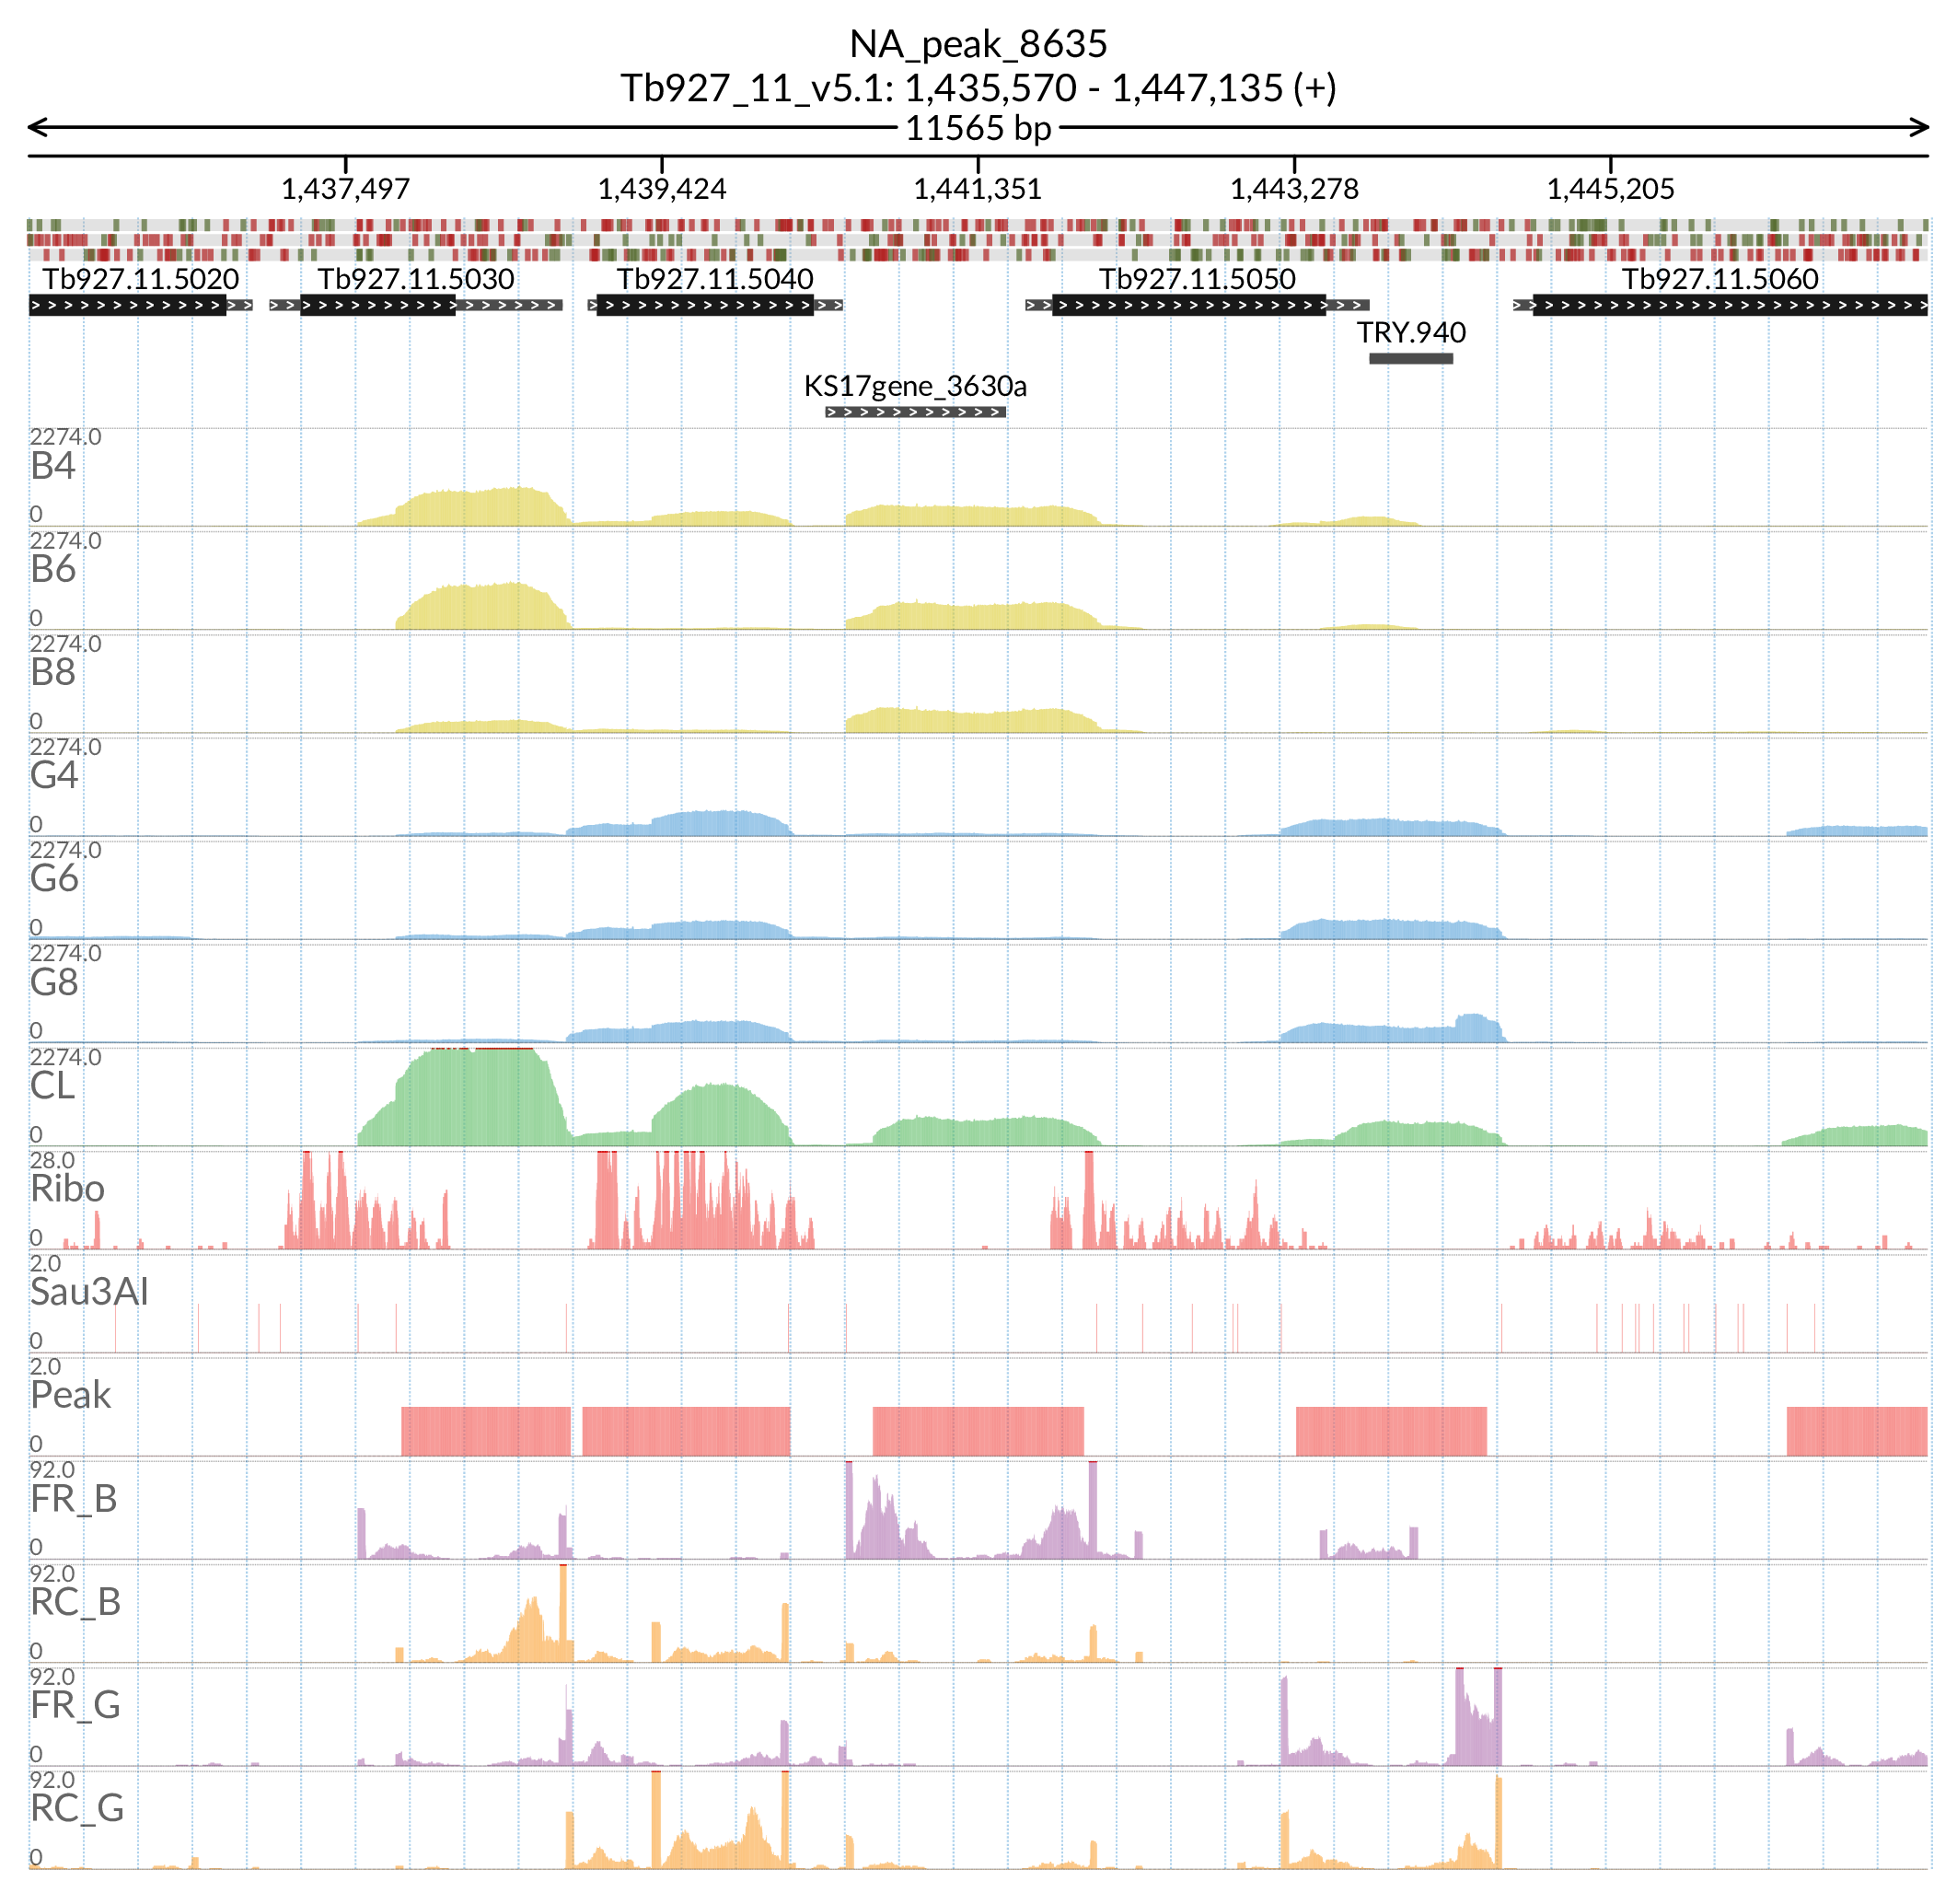 NA_peak_8635
Tb927_11_v5.1: 1,435,570 - 1,447,135 (+)
11565 bp
1,437,497 1,439,424 1,441,351 1,443,278 1,445,205
Tb927.11.5020 Tb927.11.5030 Tb927.11.5040 Tb927.11.5050 Tb927.11.5060
TRY.940
KS17gene_3630a
2274.0
B4
0
2274.0
B6
0
2274.0
B8
0
2274.0
G4
0
2274.0
G6
0
2274.0
G8
0
2274.0
CL
0
28.0
Ribo
0
2.0
Sau3AI
0
2.0
Peak
0
92.0
FR_B
0
92.0
RC_B
0
92.0
FR_G
0
92.0
RC_G
0